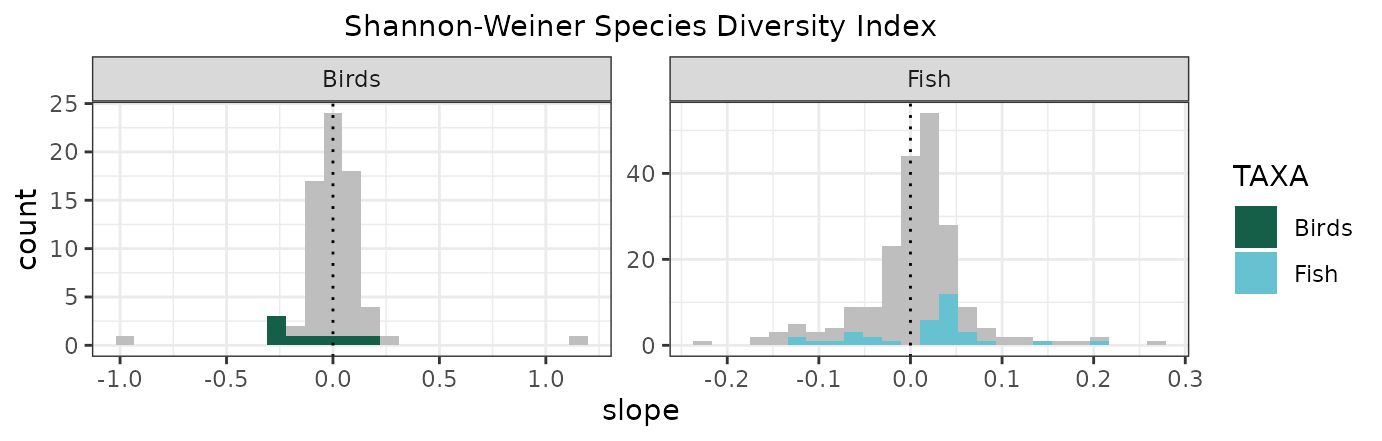 Shannon-Weiner Species Diversity Index
Birds
Fish
count
25
20
15
10
5
0
-1.0 -0.5 0.0 0.5 1.0
40
20
0
-0.2 -0.1 0.0 0.1 0.2 0.3
slope
TAXA
Birds
Fish